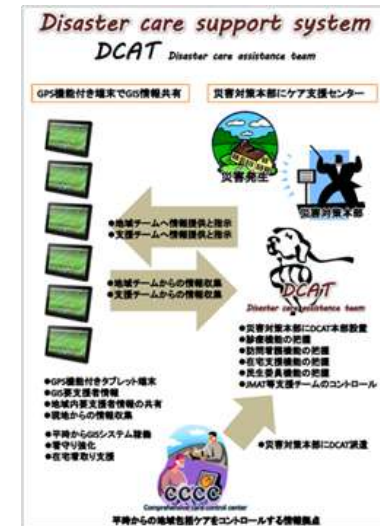 Disaster care support system
DCAT Disaster care assistance team
GPS機能付き端末でGIS情報共有
災害対策本部にケア支援センター
災害発生
災害対策本部
●地域チームへ情報提供と指示
●支援チームへ情報提供と指示
●地域チームからの情報収集
●支援チームからの情報収集
DCAT
Disaster care assistance team
●災害対策本部にDCAT本部設置
●診療機能の把握
●訪問看護機能の把握
●在宅支援機能の把握
●民生委員機能の把握
●JMAT等支援チームのコントロール
●GPS機能付きタブレット端末
●GIS要支援者情報
●地域内要支援者情報の共有
●現地からの情報収集
●平時からGISシステム稼働
●看守り強化
●在宅看取り支援
●災害対策本部にDCAT派遣
CCCC
Comprehensive care control center
平時からの地域包括ケアをコントロールする情報拠点